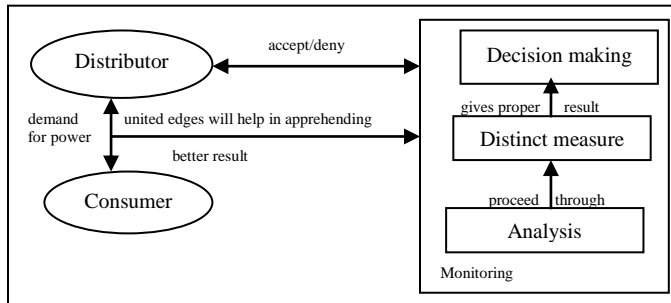 Distributor
accept/deny
Decision making
demand
for power
united edges will help in apprehending
better result
gives proper result
Distinct measure
Consumer
proceed through
Analysis
Monitoring